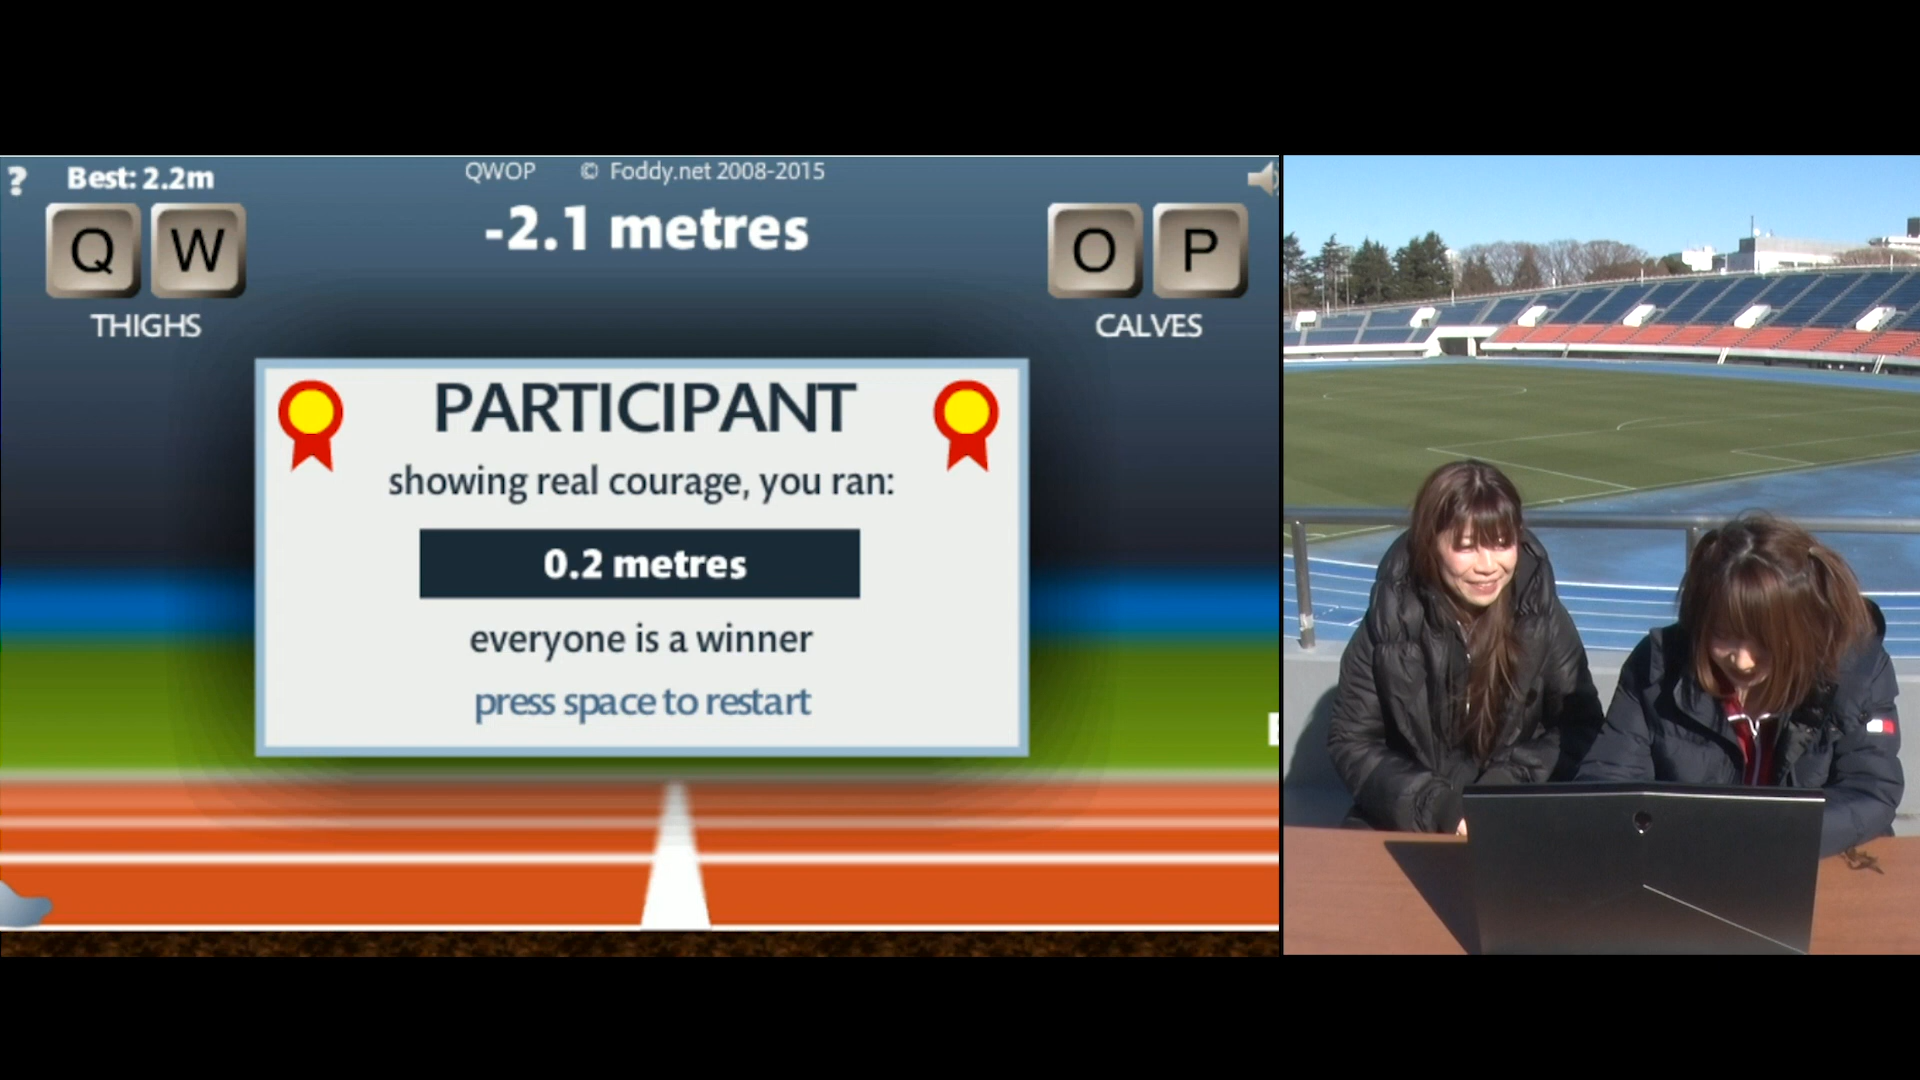 ?
Best: 2.2m
QWOP © Foddy.net 2008-2015
-2.1 metres
Q W
O P
THIGHS
CALVES
PARTICIPANT
showing real courage, you ran:
0.2 metres
everyone is a winner
press space to restart